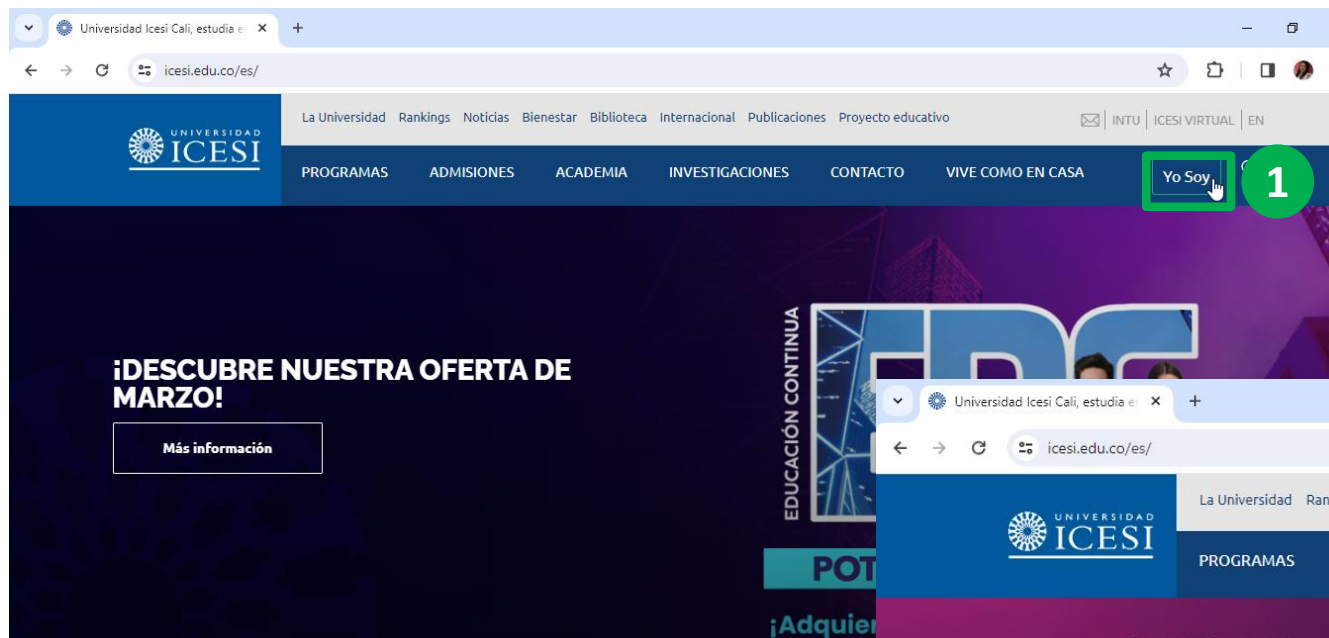 Universidad Icesi Cali, estudia e
icesi.edu.co/es/
La Universidad Rankings Noticias Bienestar Biblioteca Internacional Publicaciones Proyecto educativo
INTU | ICESI VIRTUAL | EN
UNIVERSIDAD
ICESI
PROGRAMAS ADMISIONES ACADEMIA INVESTIGACIONES CONTACTO VIVE COMO EN CASA Yo Soy
1
¡DESCUBRE NUESTRA OFERTA DE
MARZO!
Más información
EDUCACIÓN CONTINUA
POT
¡Adquier
Universidad Icesi Cali, estudia e
icesi.edu.co/es/
La Universidad Ran
UNIVERSIDAD
ICESI
PROGRAMAS